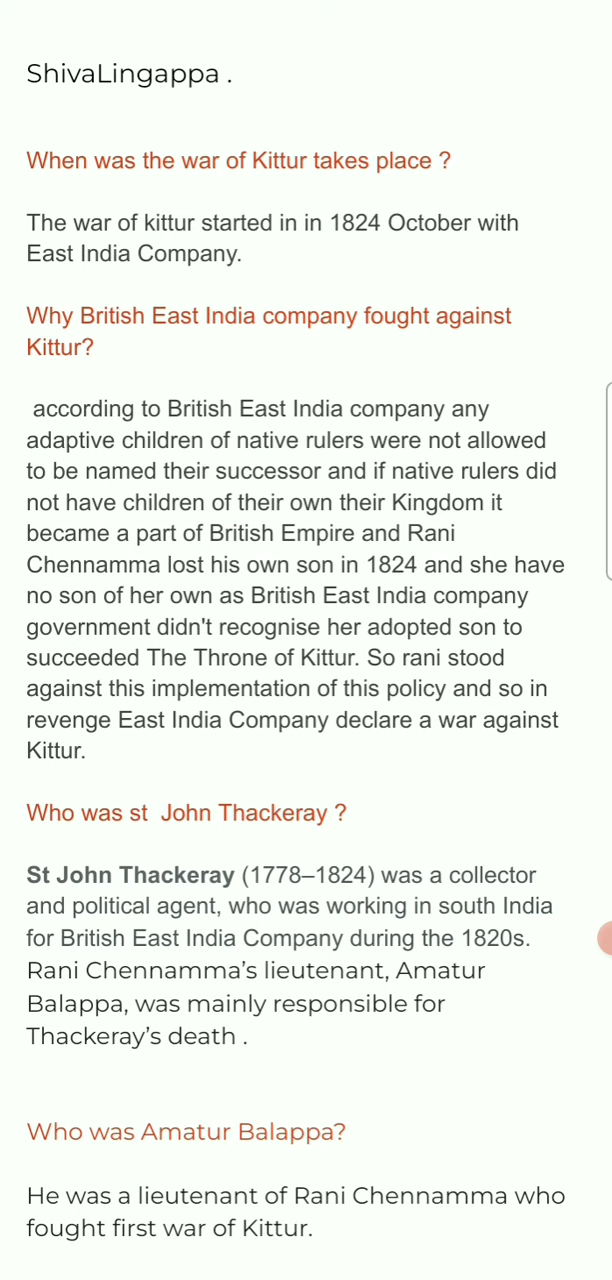 ShivaLingappa .
When was the war of Kittur takes place ?
The war of kittur started in in 1824 October with
East India Company.
Why British East India company fought against
Kittur?
according to British East India company any
adaptive children of native rulers were not allowed
to be named their successor and if native rulers did
not have children of their own their Kingdom it
became a part of British Empire and Rani
Chennamma lost his own son in 1824 and she have
no son of her own as British East India company
government didn't recognise her adopted son to
succeeded The Throne of Kittur. So rani stood
against this implementation of this policy and so in
revenge East India Company declare a war against
Kittur.
Who was st  John Thackeray ?
St John Thackeray (1778–1824) was a collector
and political agent, who was working in south India
for British East India Company during the 1820s.
Rani Chennamma’s lieutenant, Amatur
Balappa, was mainly responsible for
Thackeray’s death .
Who was Amatur Balappa?
He was a lieutenant of Rani Chennamma who
fought first war of Kittur.